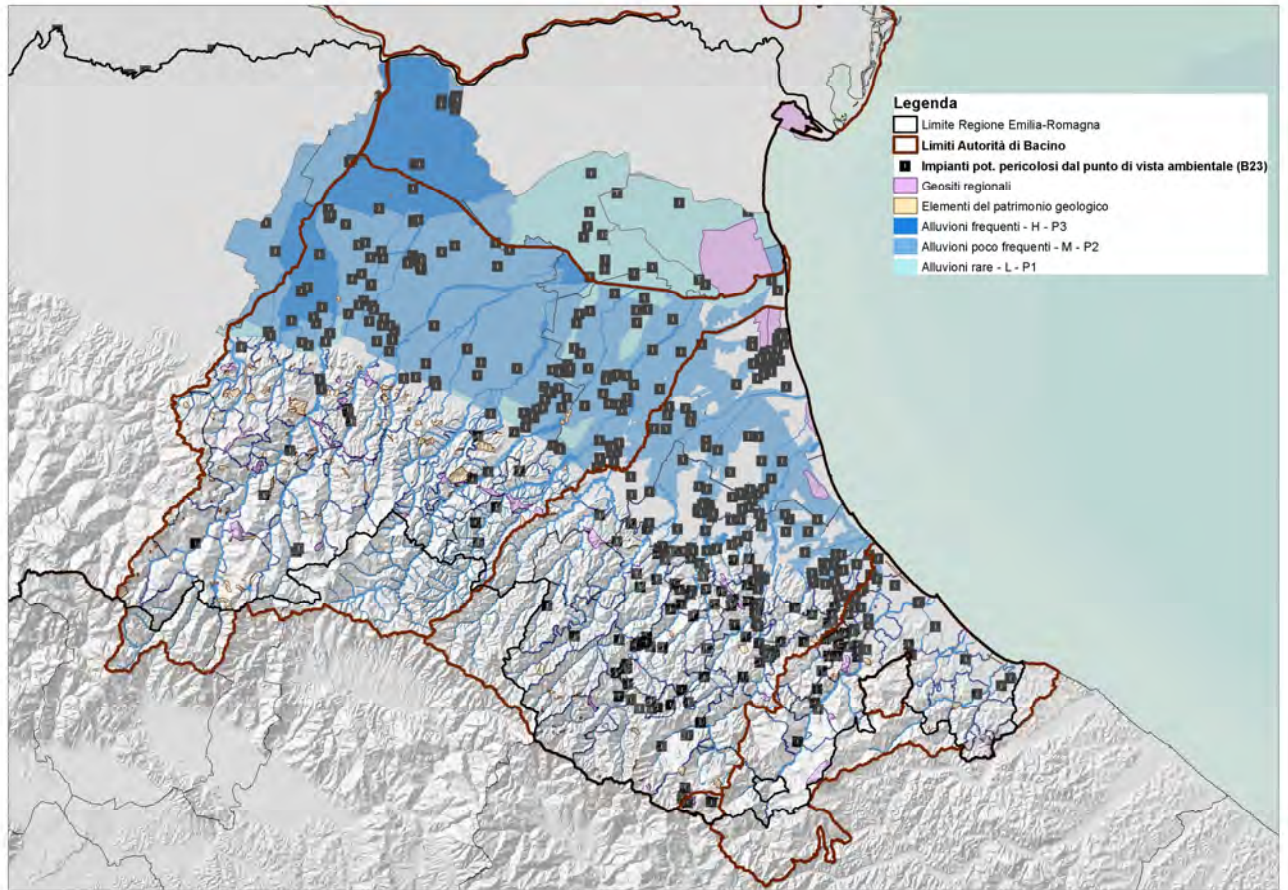 Legenda
Limite Regione Emilia-Romagna
Limiti Autorità di Bacino
Impianti pot. pericolosi dal punto di vista ambientale (B23)
Geositi regionali
Elementi del patrimonio geologico
Alluvioni frequenti - H - P3
Alluvioni poco frequenti - M - P2
Alluvioni rare - L - P1